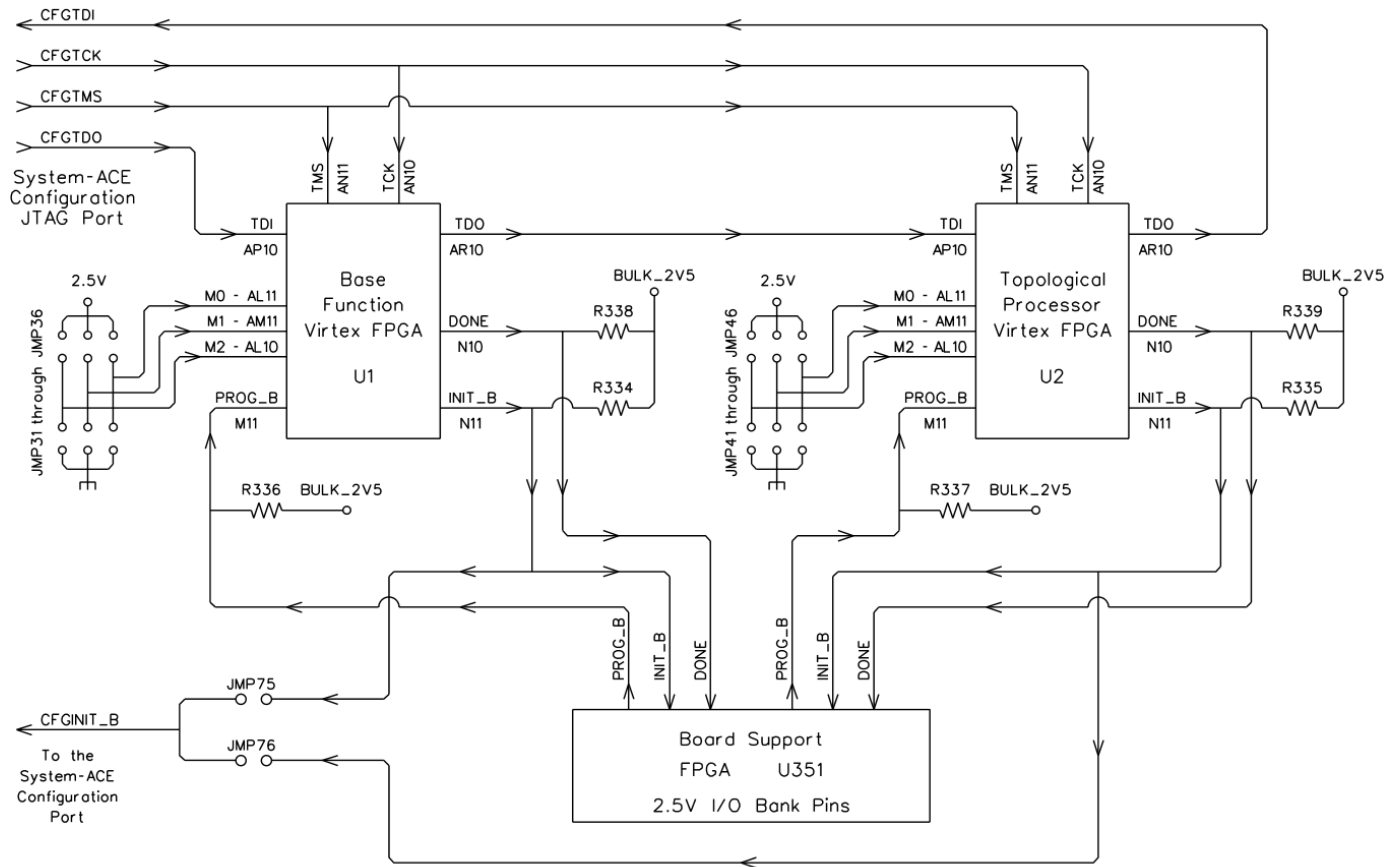 CFGTDI
CFGTCK
CFGTMS
CFGTDO
System-ACE
Configuration
JTAG Port
TMS
AN11
TCK
AN10
TMS
AN11
TCK
AN10
TDI
AP10
TDO
AR10
TDI
AP10
TDO
AR10
2.5V
JMP31 through JMP36
M0 - AL11
M1 - AM11
M2 - AL10
PROG_B
M11
Base
Function
Virtex FPGA
U1
DONE
N10
INIT_B
N11
BULK_2V5
R338
R334
2.5V
JMP41 through JMP46
M0 - AL11
M1 - AM11
M2 - AL10
PROG_B
M11
Topological
Processor
Virtex FPGA
U2
DONE
N10
INIT_B
N11
BULK_2V5
R339
R335
R336
BULK_2V5
R337
BULK_2V5
PROG_B
INIT_B
DONE
PROG_B
INIT_B
DONE
JMP75
CFGINIT_B
JMP76
To the
System-ACE
Configuration
Port
Board Support
FPGA U351
2.5V I/O Bank Pins